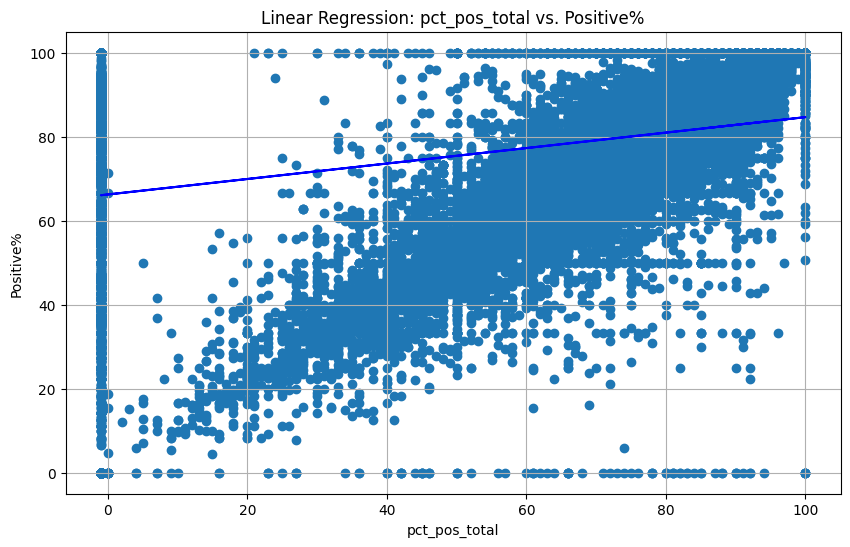 Linear Regression: pct_pos_total vs. Positive%
Positive%
100
80
60
40
20
0
0 20 40 60 80 100
pct_pos_total